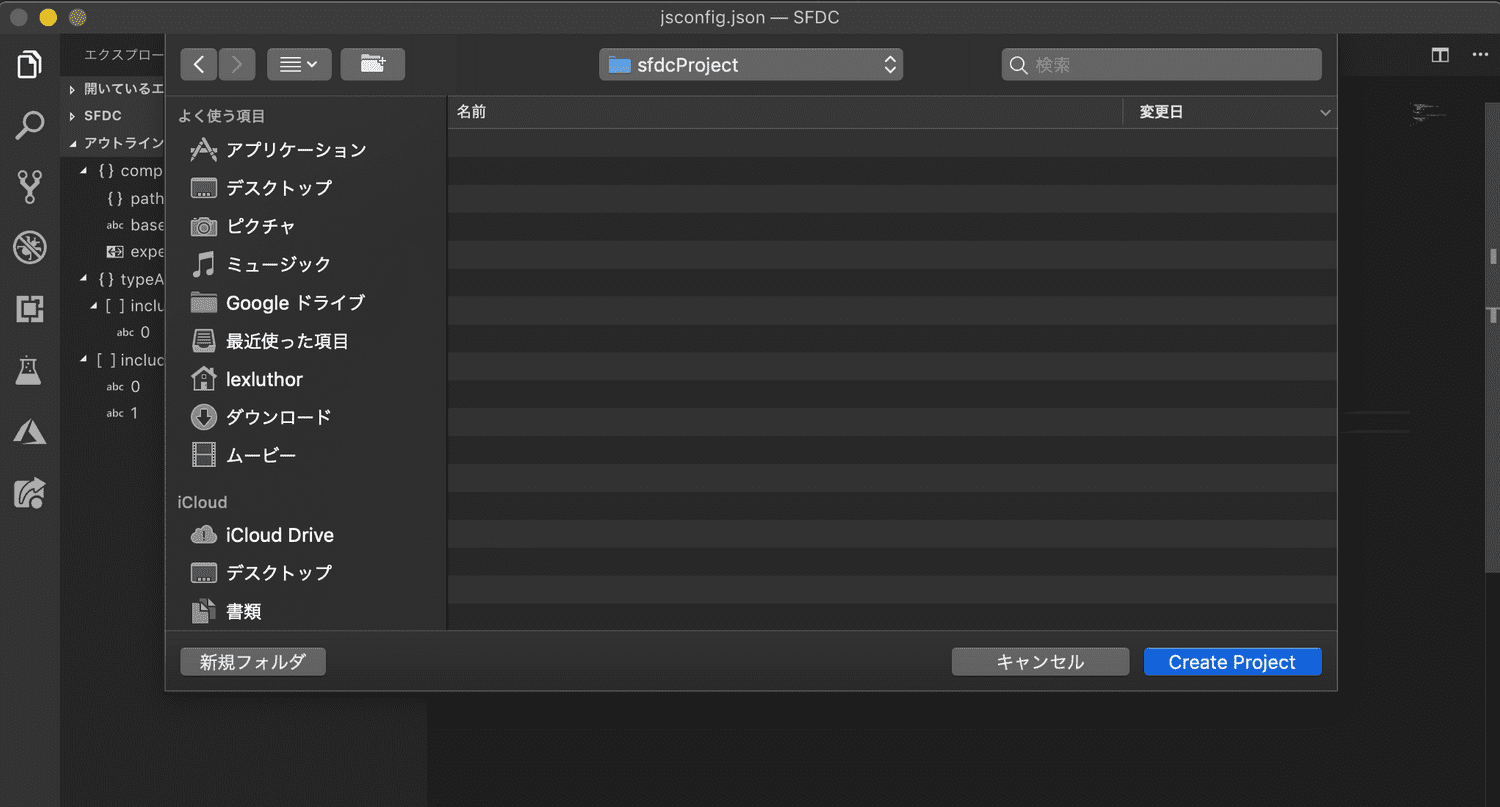 jsconfig.json — SFDC
エクスプロー
開いているエ
SFDC
アウトライン
{ } comp
{ } path
abc base
expe
{ } typeA
[ ] inclu
abc 0
[ ] includ
abc 0
abc 1
sfdcProject
検索
よく使う項目
アプリケーション
デスクトップ
ピクチャ
ミュージック
Google ドライブ
最近使った項目
lexluthor
ダウンロード
ムービー
iCloud
iCloud Drive
デスクトップ
書類
名前
変更日
新規フォルダ
キャンセル
Create Project